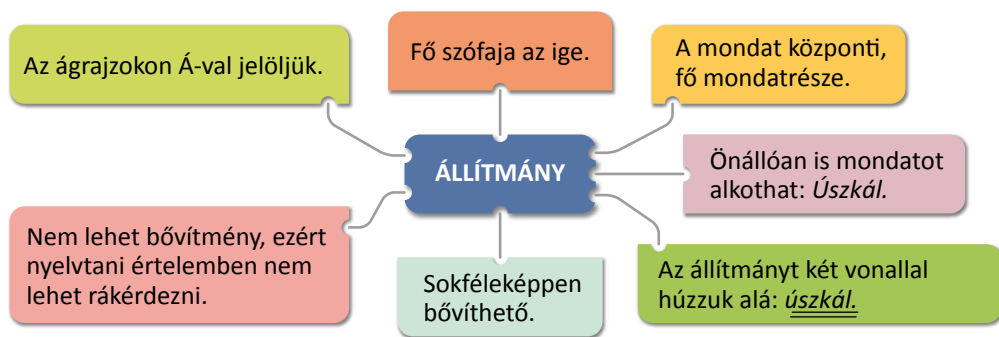 Az ágrajzokon Á-val jelöljük.
Fő szófaja az ige.
A mondat központi,
fő mondatrésze.
ÁLLÍTMÁNY
Önállóan is mondatot
alkothat: Úszkál.
Nem lehet bővítmény, ezért
nyelvtani értelemben nem
lehet rákérdezni.
Sokféleképpen
bővíthető.
Az állítmányt két vonallal
húzzuk alá: úszkál.